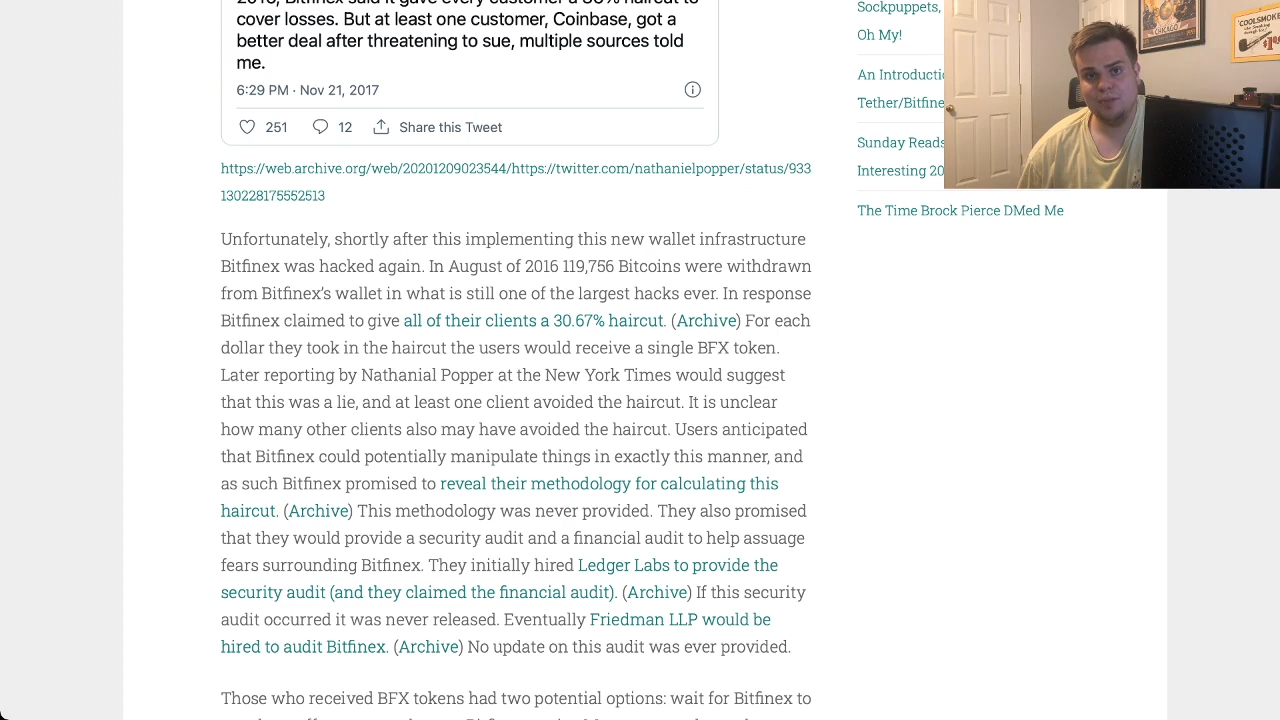 2016, Bitfinex said it gave every customer a 36% haircut to
cover losses. But at least one customer, Coinbase, got a
better deal after threatening to sue, multiple sources told
me.
6:29 PM · Nov 21, 2017
251 12 Share this Tweet
https://web.archive.org/web/20201209023544/https://twitter.com/nathanielpopper/status/933
130228175552513
Unfortunately, shortly after this implementing this new wallet infrastructure
Bitfinex was hacked again. In August of 2016 119,756 Bitcoins were withdrawn
from Bitfinex's wallet in what is still one of the largest hacks ever. In response
Bitfinex claimed to give all of their clients a 30.67% haircut. (Archive) For each
dollar they took in the haircut the users would receive a single BFX token.
Later reporting by Nathanial Popper at the New York Times would suggest
that this was a lie, and at least one client avoided the haircut. It is unclear
how many other clients also may have avoided the haircut. Users anticipated
that Bitfinex could potentially manipulate things in exactly this manner, and
as such Bitfinex promised to reveal their methodology for calculating this
haircut. (Archive) This methodology was never provided. They also promised
that they would provide a security audit and a financial audit to help assuage
fears surrounding Bitfinex. They initially hired Ledger Labs to provide the
security audit (and they claimed the financial audit). (Archive) If this security
audit occurred it was never released. Eventually Friedman LLP would be
hired to audit Bitfinex. (Archive) No update on this audit was ever provided.
Those who received BFX tokens had two potential options: wait for Bitfinex to
Sockpuppets,
Oh My!
An Introducti
Tether/Bitfine
Sunday Reads
Interesting 20
The Time Brock Pierce DMed Me
CHICAGO
"COOLSMOKE"